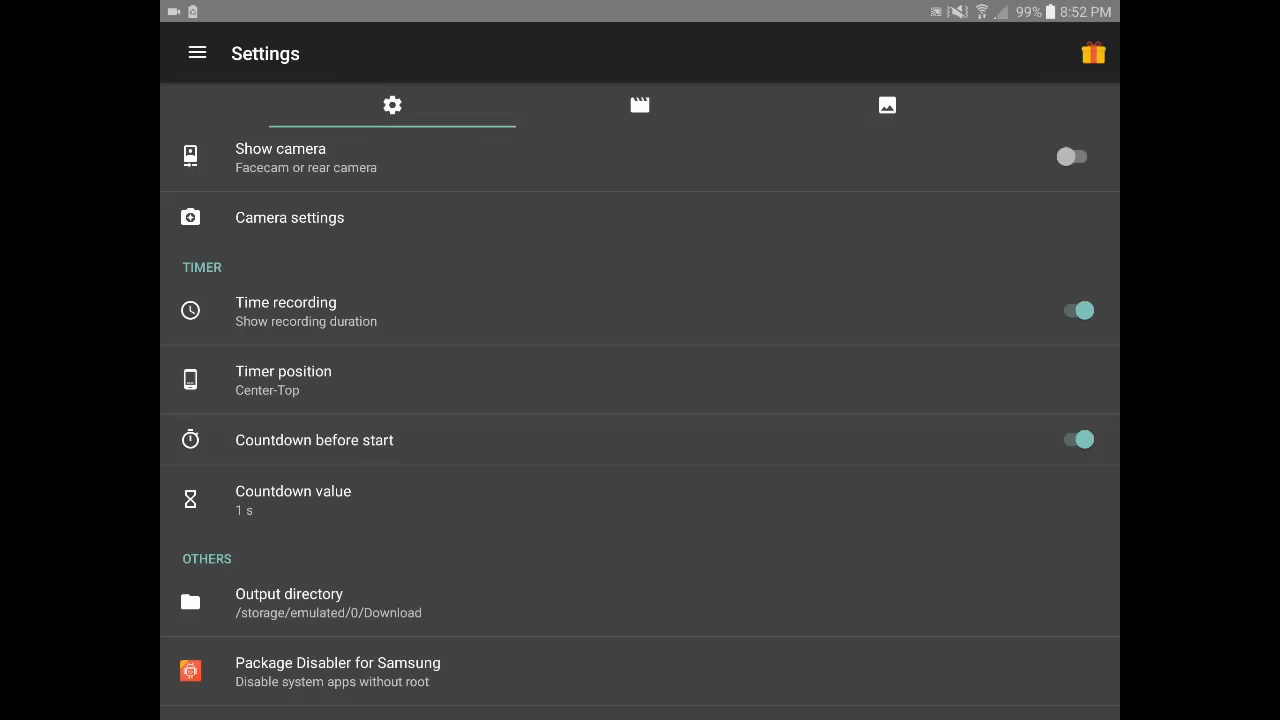 99% 8:52 PM
Settings
Show camera
Facecam or rear camera
Camera settings
TIMER
Time recording
Show recording duration
Timer position
Center-Top
Countdown before start
Countdown value
1 s
OTHERS
Output directory
/storage/emulated/0/Download
Package Disabler for Samsung
Disable system apps without root